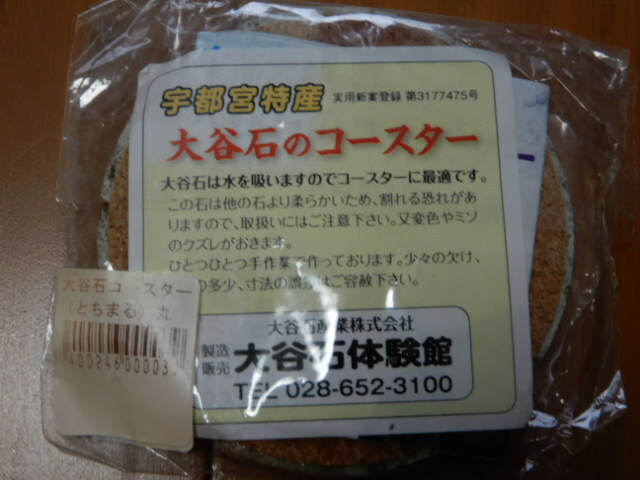 宇都宮特産
実用新案登録 第3177475号
大谷石のコースター
大谷石は水を吸いますのでコースターに最適です。
この石は他の石より柔らかいため、割れる恐れがあ
りますので、取扱いにはご注意下さい。又変色やミソ
のクズレがおきます。
ひとつひとつ手作業で作っております。少々の欠け、
の多少、寸法の誤差はご容赦下さい。
大谷石産業株式会社
製造
販売
大谷石体験館
TEL 028-652-3100
大谷石コースター
(とちまる) 丸